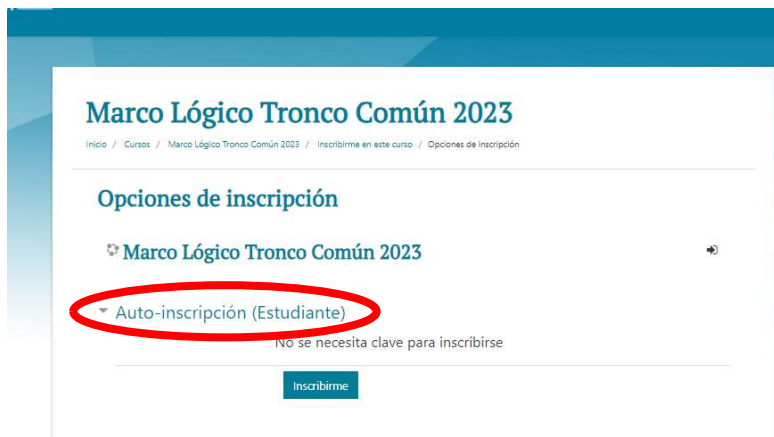 Marco Lógico Tronco Común 2023
Inicio / Cursos / Marco Lógico Tronco Común 2023 / Inscribirme en este curso / Opciones de inscripción
Opciones de inscripción
Marco Lógico Tronco Común 2023
Auto-inscripción (Estudiante)
No se necesita clave para inscribirse
Inscribirme